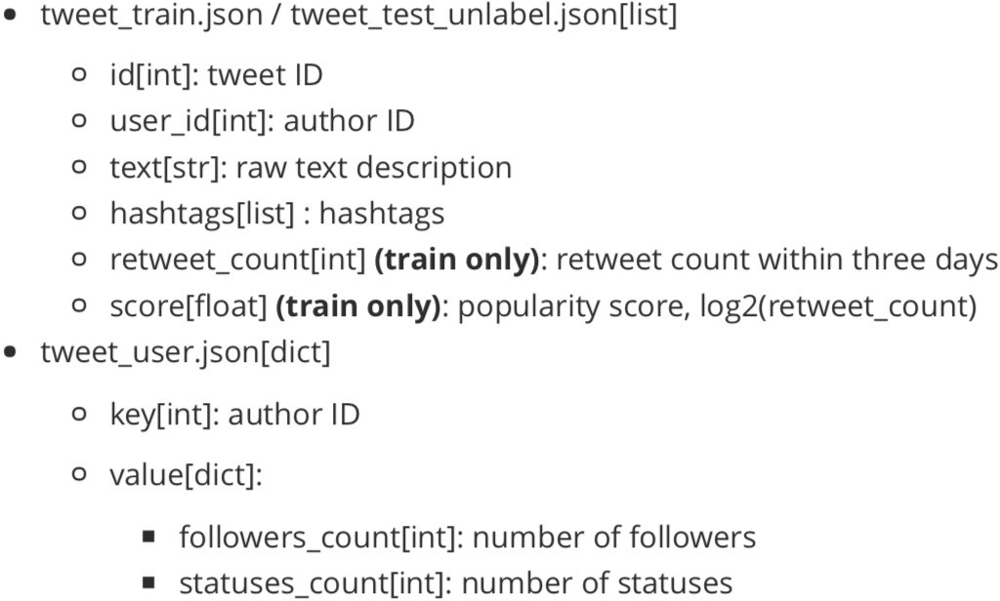 • tweet_train.json / tweet_test_unlabel.json[list]
○ id[int]: tweet ID
○ user_id[int]: author ID
○ text[str]: raw text description
○ hashtags[list] : hashtags
○ retweet_count[int] (train only): retweet count within three days
○ score[float] (train only): popularity score, log2(retweet_count)
• tweet_user.json[dict]
○ key[int]: author ID
○ value[dict]:
■ followers_count[int]: number of followers
■ statuses_count[int]: number of statuses